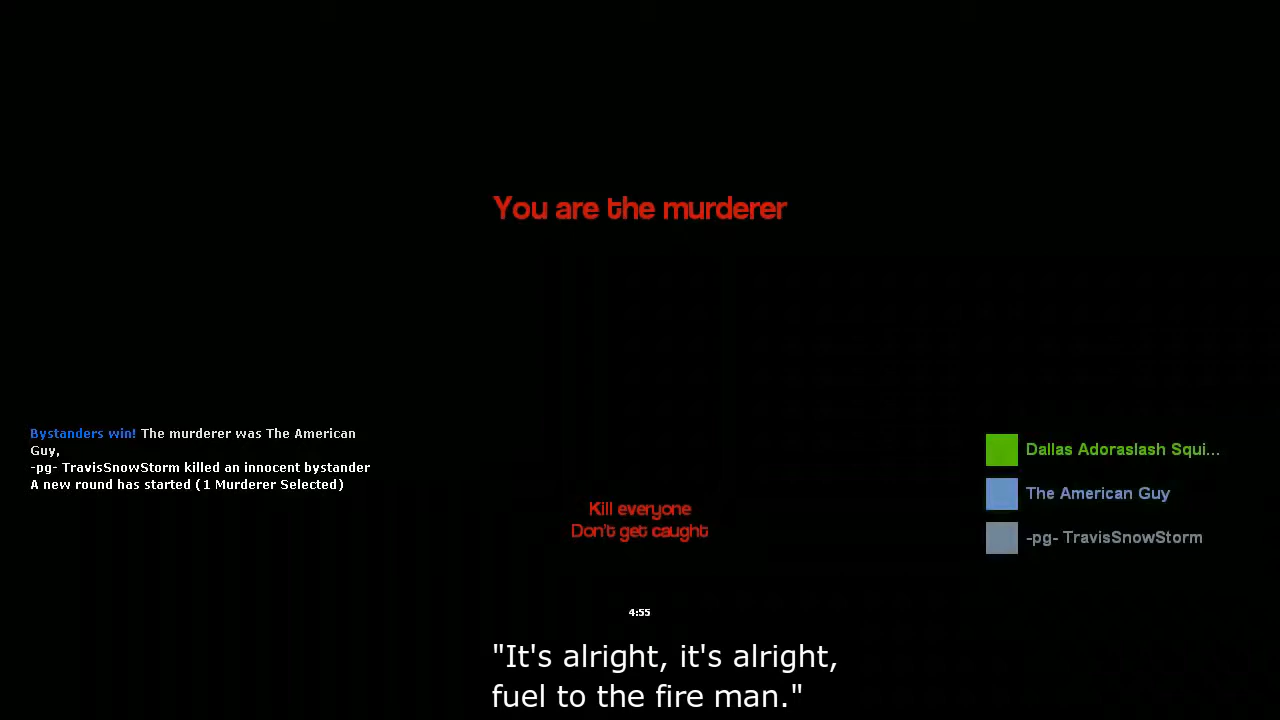 You are the murderer
Bystanders win! The murderer was The American
Guy,
-pg- TravisSnowStorm killed an innocent bystander
A new round has started (1 Murderer Selected)
Dallas Adoraslash Squi...
The American Guy
-pg- TravisSnowStorm
Kill everyone
Don't get caught
4:55
"It's alright, it's alright,
fuel to the fire man."